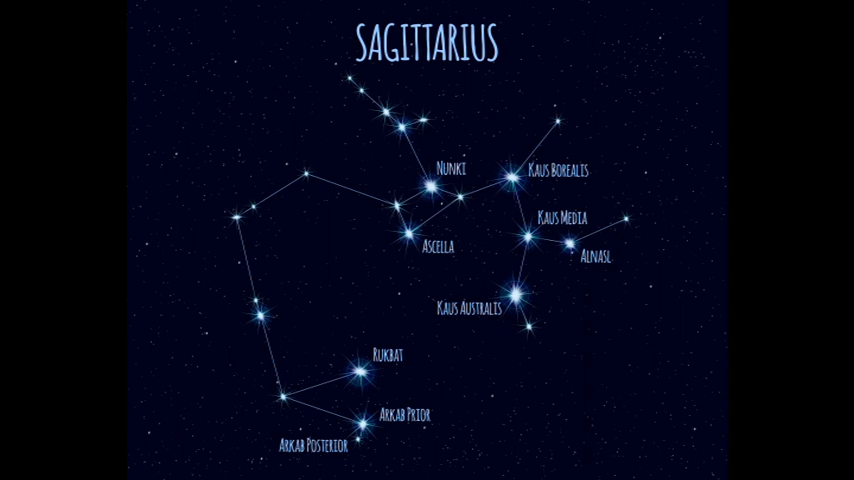 SAGITTARIUS
NUNKI
KAUS BOREALIS
KAUS MEDIA
ASCELLA
ALNASL
KAUS AUSTRALIS
RUKBAT
ARKAB PRIOR
ARKAB POSTERIOR